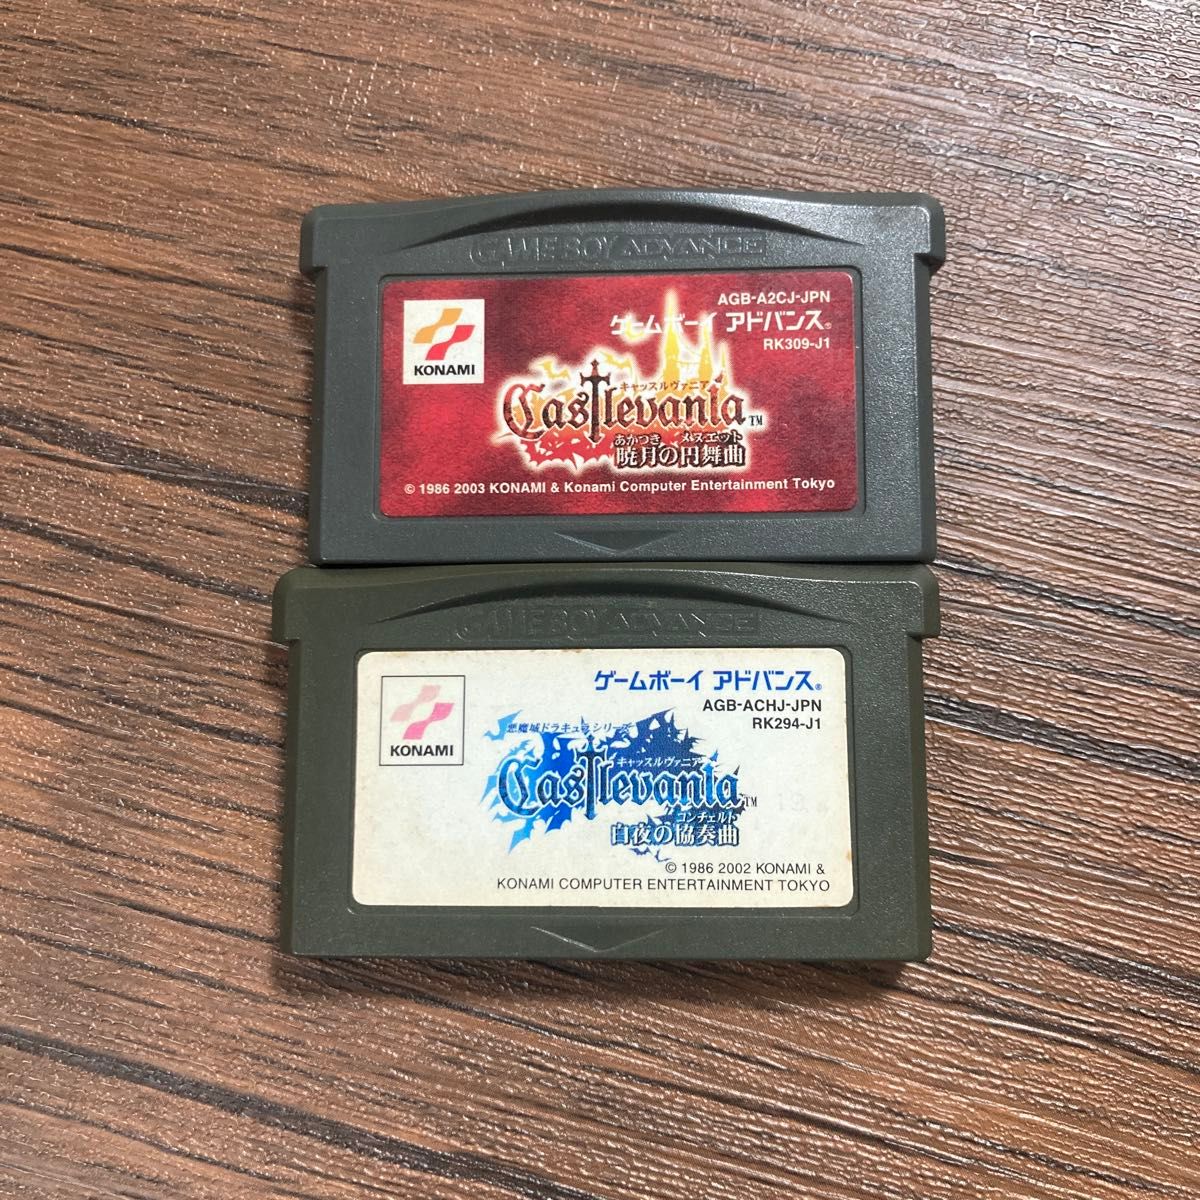 GAME BOY ADVANCE
AGB-A2CJ-JPN
ゲームボーイ アドバンス®
RK309-J1
KONAMI
キャッスルヴァニア
Castlevania™
あかつき メヌエット
暁月の円舞曲
© 1986 2003 KONAMI & Konami Computer Entertainment Tokyo
GAME BOY ADVANCE
ゲームボーイ アドバンス®
AGB-ACHJ-JPN
RK294-J1
KONAMI
悪魔城ドラキュラ シリーズ
キャッスルヴァニア
Castlevania™
コンチェルト
白夜の協奏曲
© 1986 2002 KONAMI &
KONAMI COMPUTER ENTERTAINMENT TOKYO